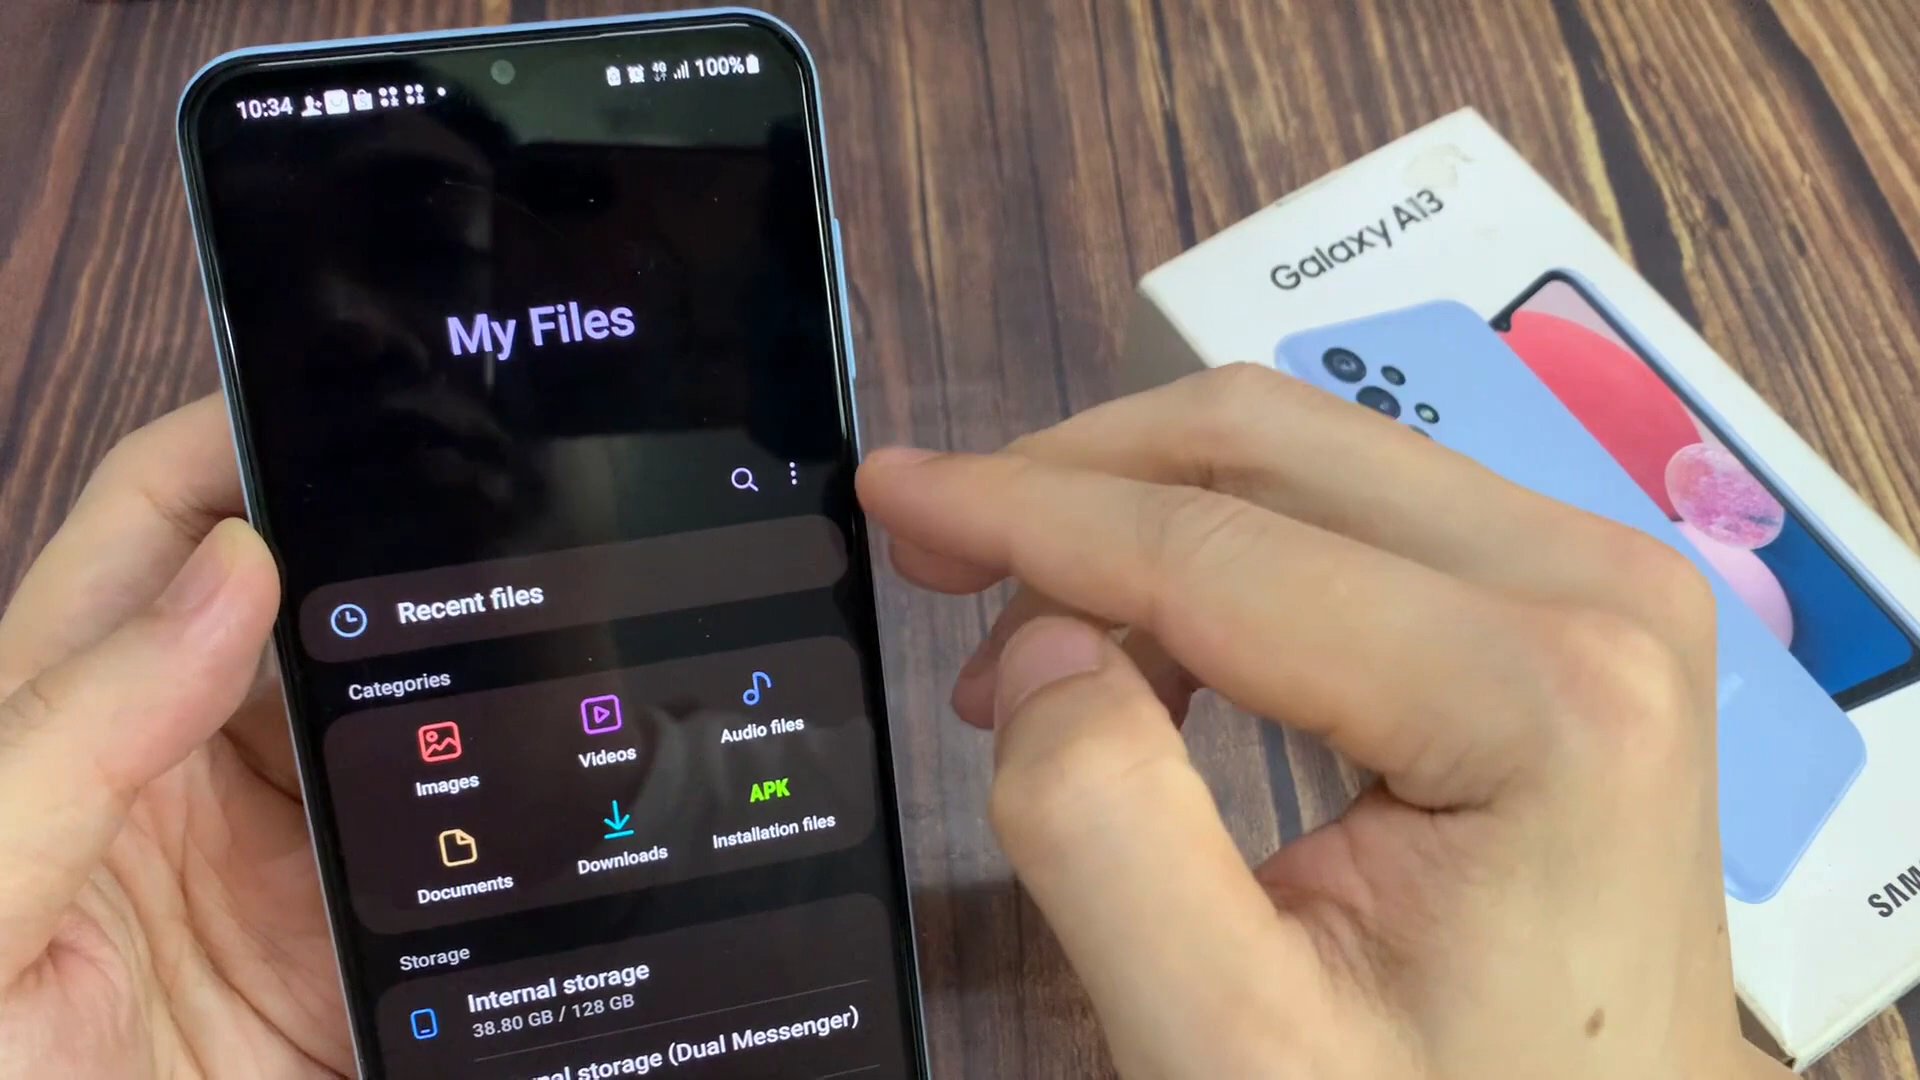 10:34
4G 100%
My Files
Recent files
Categories
Images
Videos
Audio files
Documents
Downloads
APK
Installation files
Storage
Internal storage
38.80 GB / 128 GB
storage (Dual Messenger)
Galaxy A13